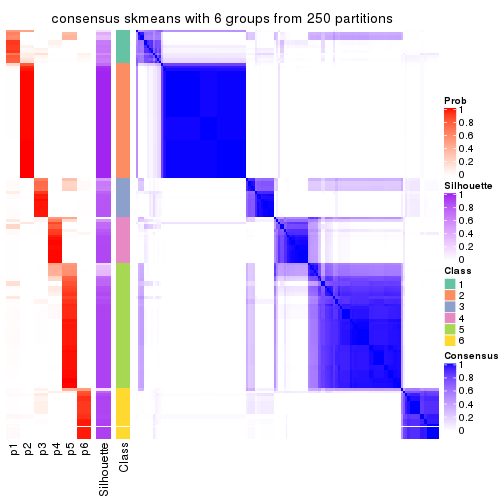 consensus skmeans with 6 groups from 250 partitions
Prob
1
0.8
0.6
0.4
0.2
0
Silhouette
1
0.8
0.6
0.4
0.2
0
Class
1
2
3
4
5
6
Consensus
1
0.8
0.6
0.4
0.2
0
p1
p2
p3
p4
p5
p6
Silhouette
Class